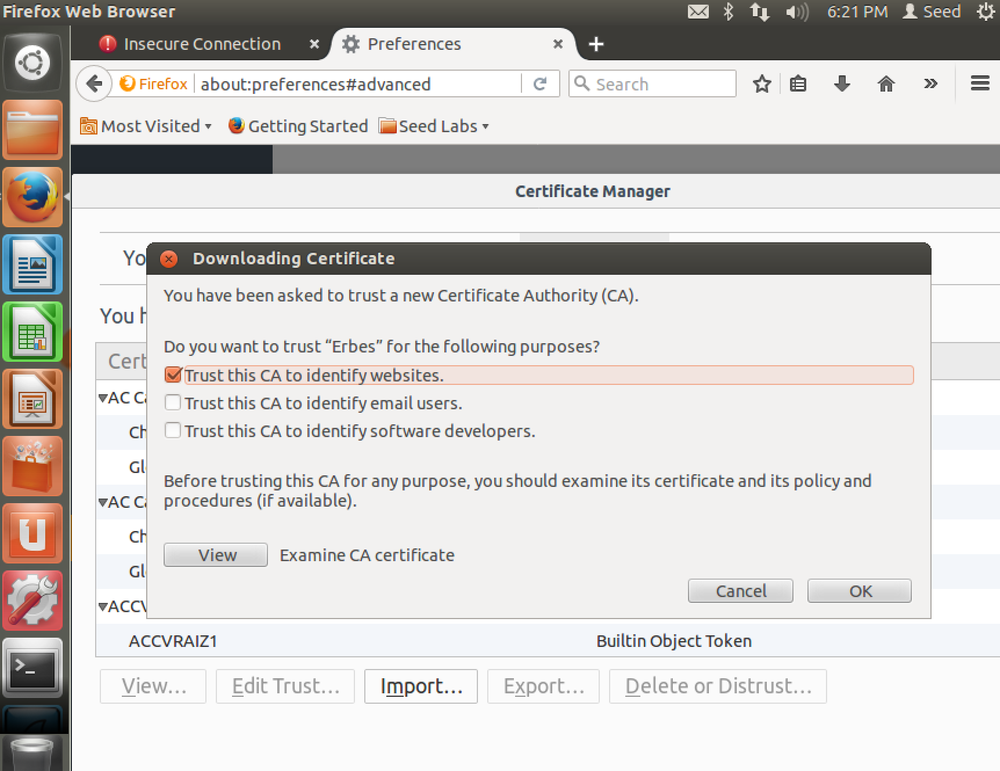 Firefox Web Browser
6:21 PM Seed
Insecure Connection
Preferences
Firefox about:preferences#advanced
Search
Most Visited
Getting Started
Seed Labs
Certificate Manager
Yo
Downloading Certificate
You have been asked to trust a new Certificate Authority (CA).
You h
Do you want to trust “Erbes” for the following purposes?
Cert
Trust this CA to identify websites.
AC Ca
Trust this CA to identify email users.
Ch
Trust this CA to identify software developers.
Gl
Before trusting this CA for any purpose, you should examine its certificate and its policy and
procedures (if available).
AC Ca
Ch
View
Examine CA certificate
Gl
Cancel
OK
ACCV
ACCVRAIZ1
Builtin Object Token
View...
Edit Trust...
Import...
Export...
Delete or Distrust...